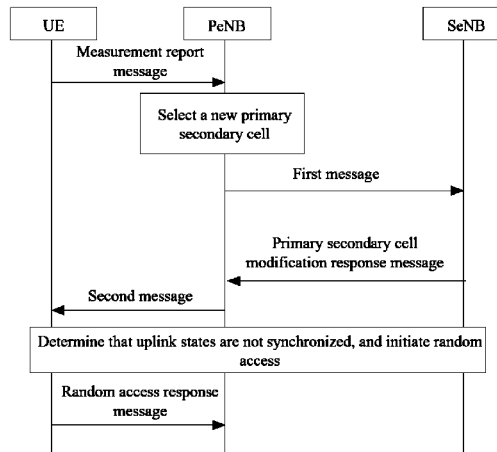 UE
PeNB
SeNB
Measurement report
message
Select a new primary
secondary cell
First message
Primary secondary cell
modification response message
Second message
Determine that uplink states are not synchronized, and initiate random
access
Random access response
message